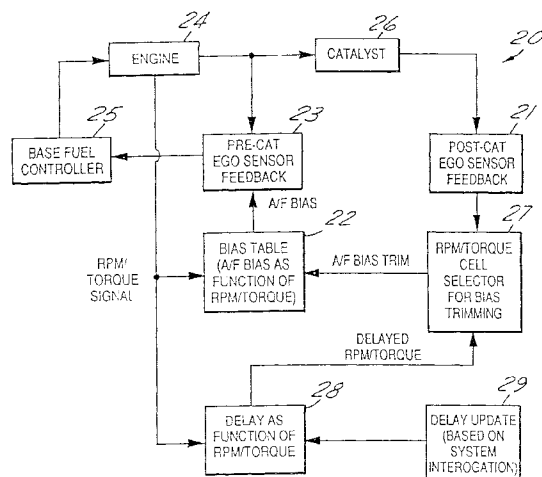 24
ENGINE
26
CATALYST
20
25
BASE FUEL
CONTROLLER
23
PRE-CAT
EGO SENSOR
FEEDBACK
21
POST-CAT
EGO SENSOR
FEEDBACK
A/F BIAS
22
BIAS TABLE
(A/F BIAS AS
FUNCTION OF
RPM/TORQUE)
A/F BIAS TRIM
27
RPM/TORQUE
CELL
SELECTOR
FOR BIAS
TRIMMING
RPM/
TORQUE
SIGNAL
DELAYED
RPM/TORQUE
28
DELAY AS
FUNCTION OF
RPM/TORQUE
29
DELAY UPDATE
(BASED ON
SYSTEM
INTEROGATION)